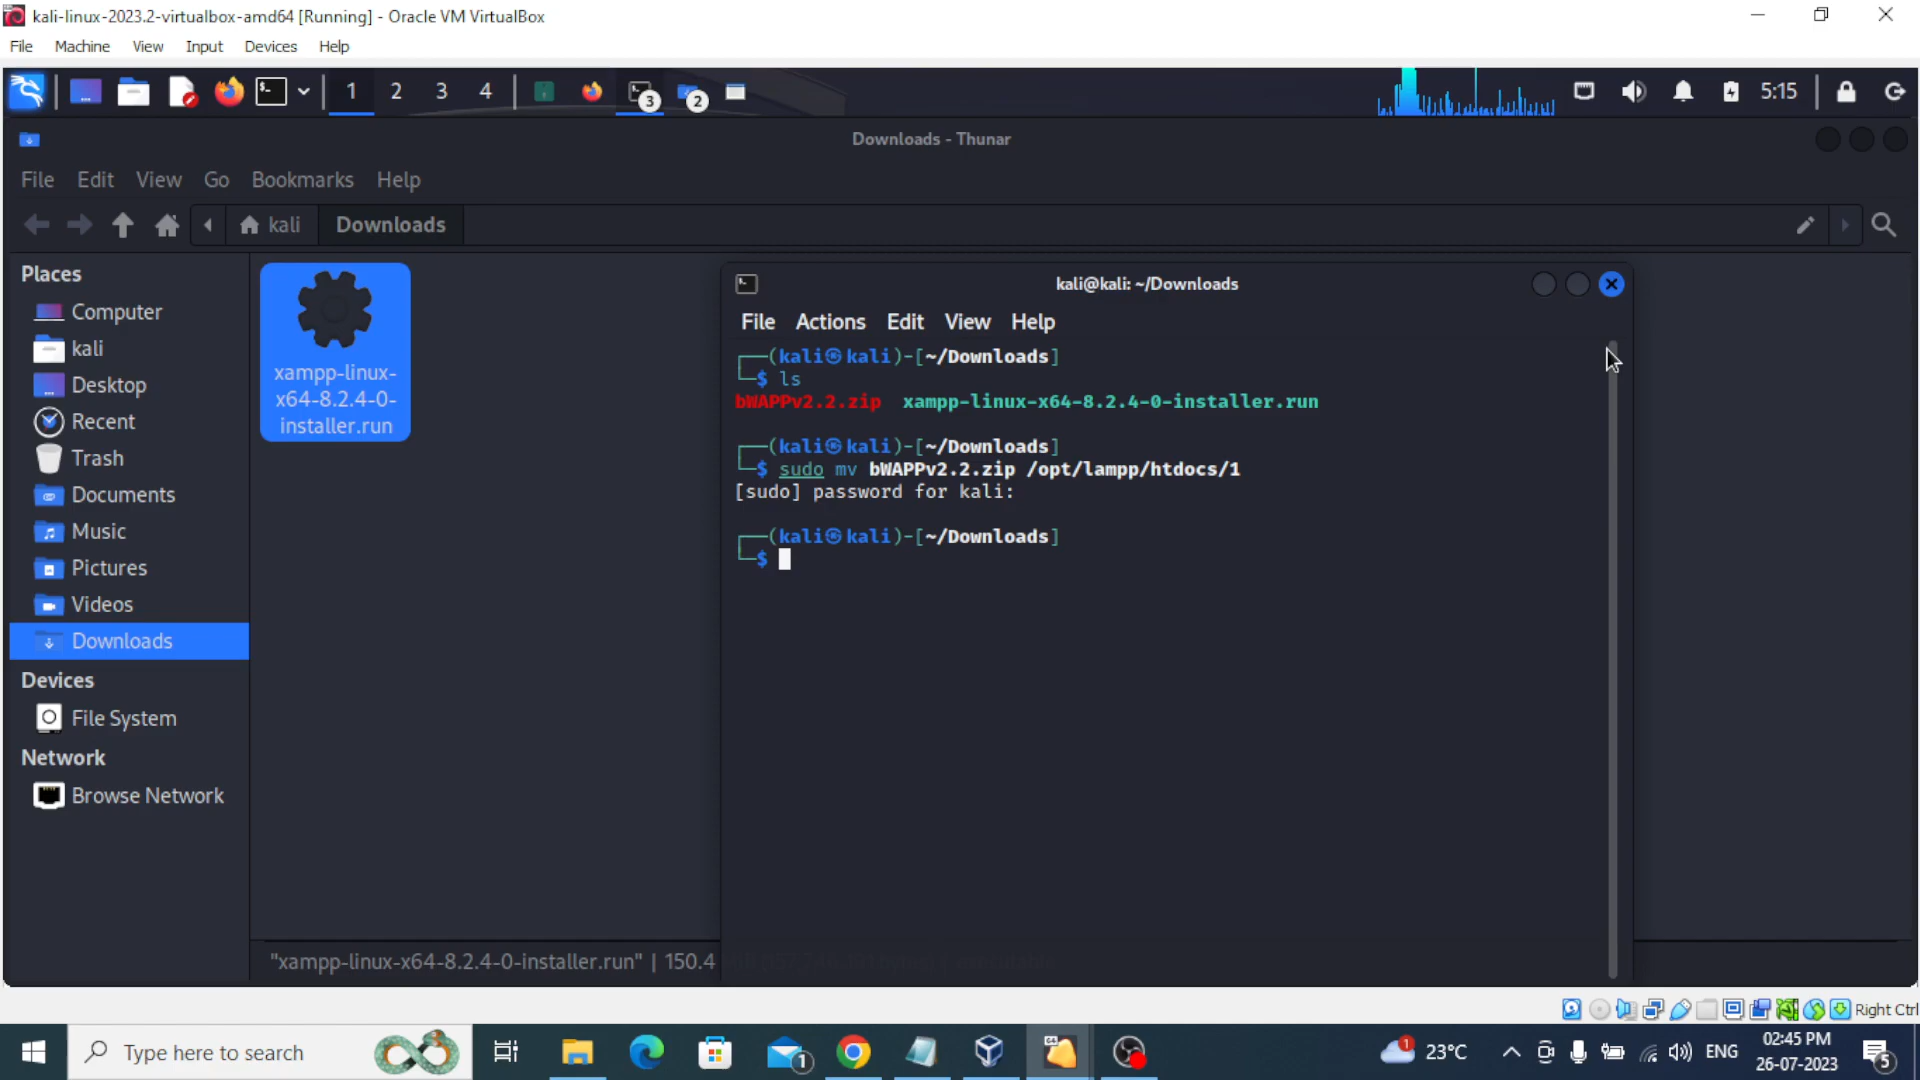 kali-linux-2023.2-virtualbox-amd64 [Running] - Oracle VM VirtualBox
File Machine View Input Devices Help
1 2 3 4 3 2 5:15
Downloads - Thunar
File Edit View Go Bookmarks Help
kali Downloads
Places
Computer
kali
Desktop
Recent
Trash
Documents
Music
Pictures
Videos
Downloads
Devices
File System
Network
Browse Network
xampp-linux-
x64-8.2.4-0-
installer.run
"xampp-linux-x64-8.2.4-0-installer.run" | 150.4
kali@kali: ~/Downloads
File Actions Edit View Help
┌──(kali㉿kali)-[~/Downloads]
└─$ ls
bWAPPv2.2.zip xampp-linux-x64-8.2.4-0-installer.run
┌──(kali㉿kali)-[~/Downloads]
└─$ sudo mv bWAPPv2.2.zip /opt/lampp/htdocs/1
[sudo] password for kali:
┌──(kali㉿kali)-[~/Downloads]
└─$
Right Ctrl
Type here to search
1
1 23°C
ENG
02:45 PM
26-07-2023
5